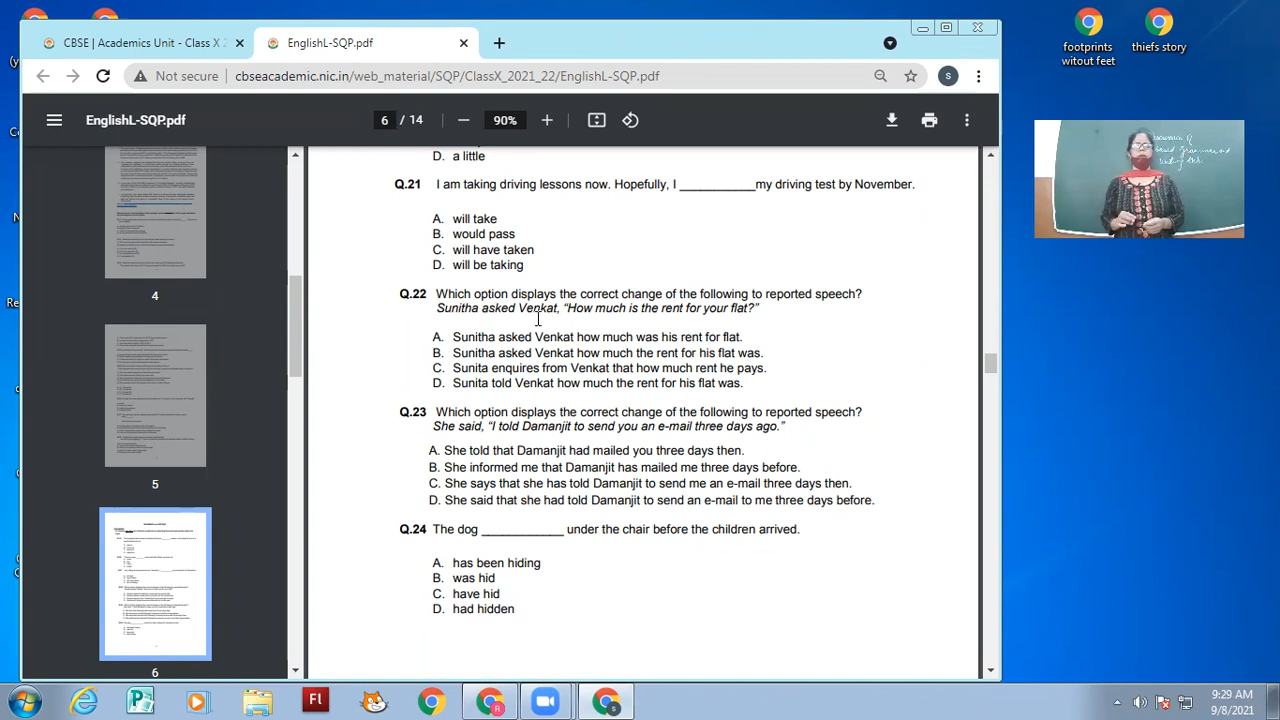 footprints
witout feet
thiefs story
CBSE | Academics Unit - Class X 2
EnglishL-SQP.pdf
Not secure
cbseacademic.nic.in/web_material/SQP/ClassX_2021_22/EnglishL-SQP.pdf
S
EnglishL-SQP.pdf
6 / 14
90%
D. a little
Q.21 I am taking driving lessons now. Hopefully, I ____________my driving test by November.
A. will take
B. would pass
C. will have taken
D. will be taking
Q.22 Which option displays the correct change of the following to reported speech?
Sunitha asked Venkat, “How much is the rent for your flat?”
A. Sunitha asked Venkat how much was his rent for flat.
B. Sunitha asked Venkat how much the rent for his flat was.
C. Sunita enquires from Venkat that how much rent he pays.
D. Sunita told Venkat how much the rent for his flat was.
Q.23 Which option displays the correct change of the following to reported speech?
She said, “I told Damanjit to send you an e-mail three days ago.”
A. She told that Damanjit had mailed you three days then.
B. She informed me that Damanjit has mailed me three days before.
C. She says that she has told Damanjit to send me an e-mail three days then.
D. She said that she had told Damanjit to send an e-mail to me three days before.
Q.24 The dog ______________under the chair before the children arrived.
A. has been hiding
B. was hid
C. have hid
D. had hidden
4
5
6
9:29 AM
9/8/2021